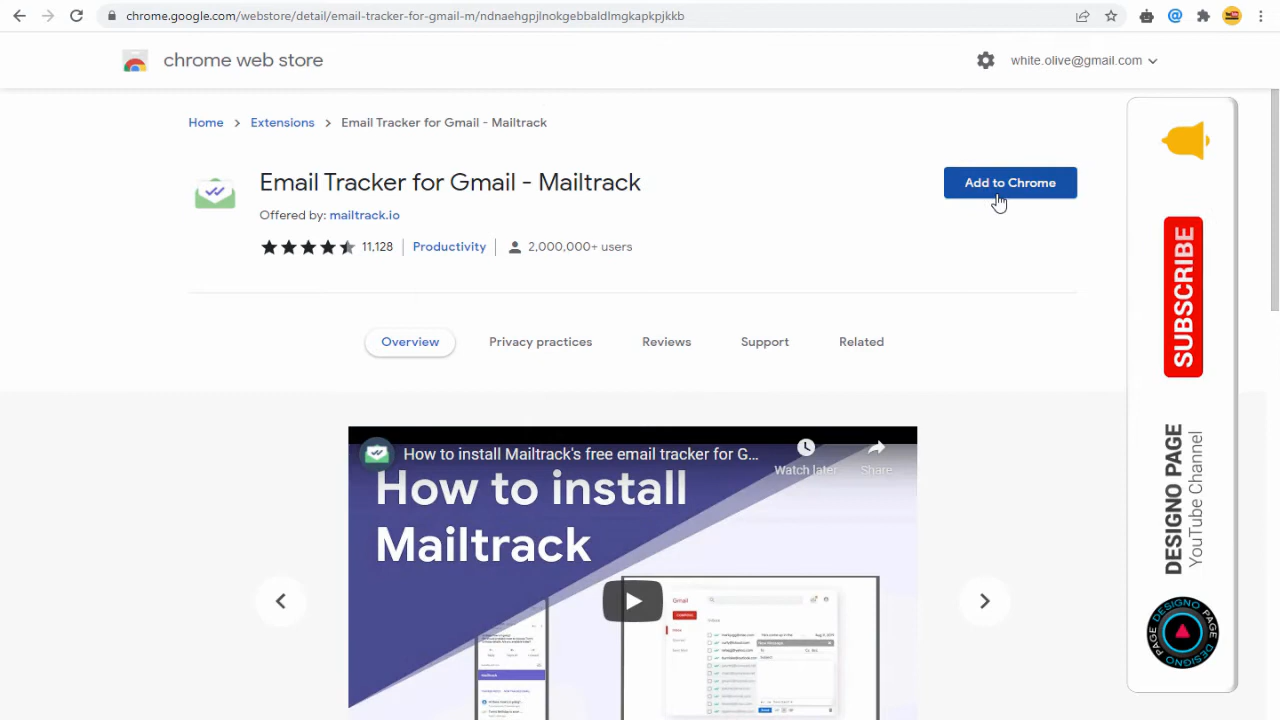 chrome.google.com/webstore/detail/email-tracker-for-gmail-m/ndnaehgpjlnokgebbaldlmgkapkpjkkb
chrome web store
white.olive@gmail.com
Home > Extensions > Email Tracker for Gmail - Mailtrack
Email Tracker for Gmail - Mailtrack
Add to Chrome
Offered by: mailtrack.io
11,128 Productivity 2,000,000+ users
Overview Privacy practices Reviews Support Related
How to install Mailtrack's free email tracker for G...
Watch later
Share
How to install
Mailtrack
Gmail
Mailtrack
SUBSCRIBE
DESIGNO PAGE
YouTube Channel
DESIGNO PAGE